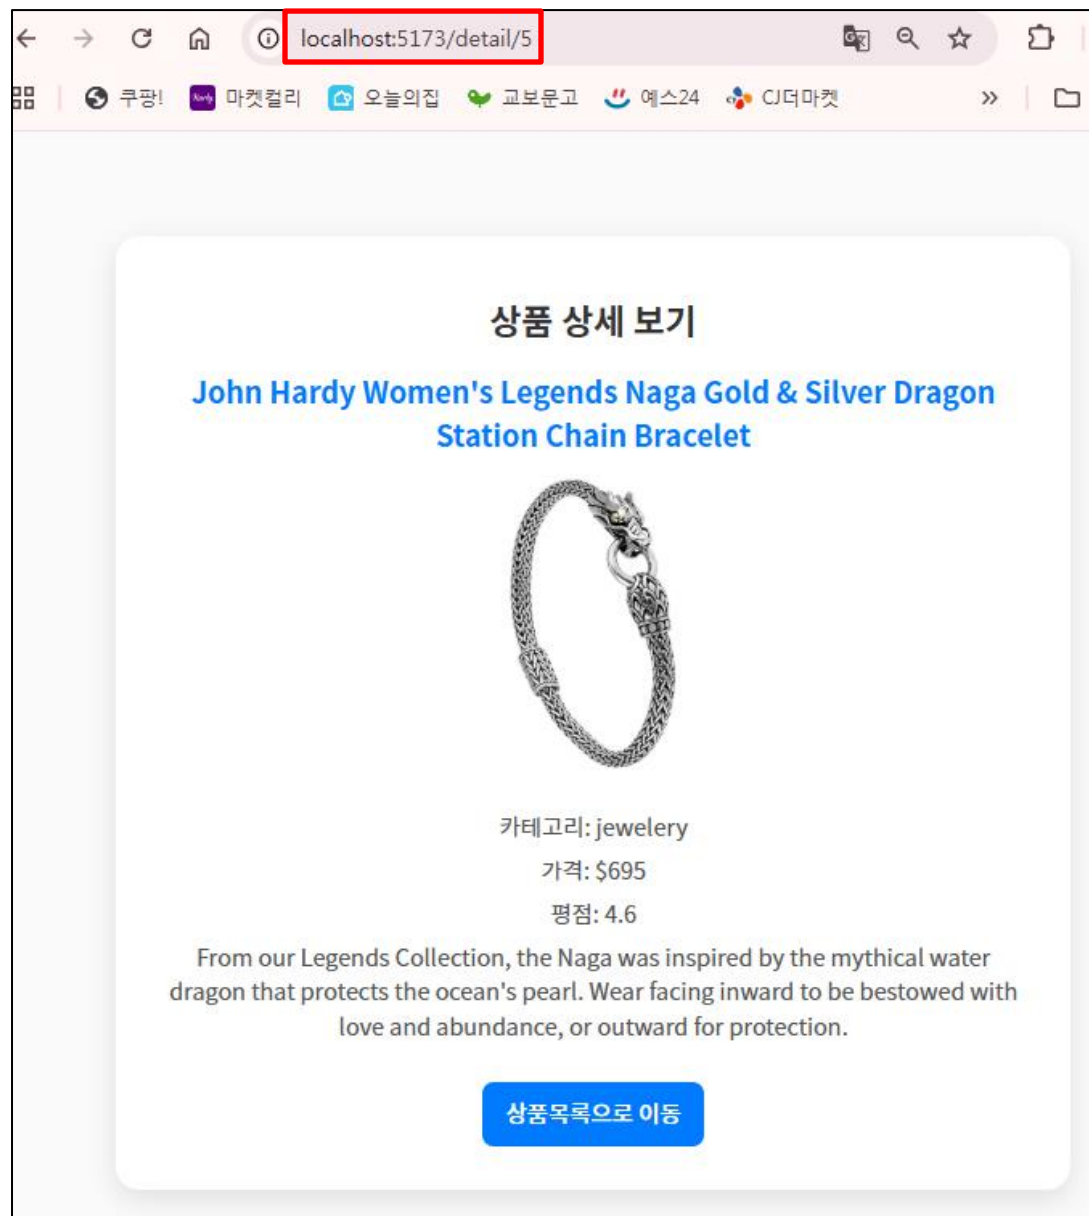 localhost:5173/detail/5
쿠팡! 마켓컬리 오늘의집 교보문고 예스24 CJ더마켓 »
상품 상세 보기
John Hardy Women's Legends Naga Gold & Silver Dragon
Station Chain Bracelet
카테고리: jewelery
가격: $695
평점: 4.6
From our Legends Collection, the Naga was inspired by the mythical water
dragon that protects the ocean's pearl. Wear facing inward to be bestowed with
love and abundance, or outward for protection.
상품목록으로 이동